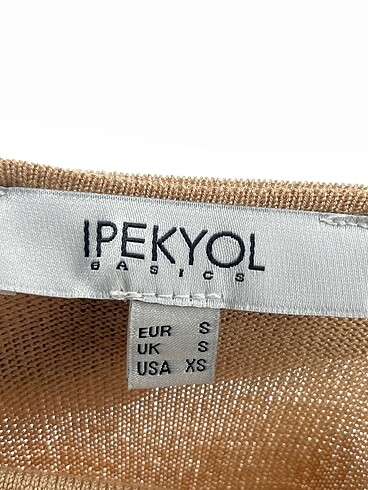 IPEKYOL
BASICS
EUR S
UK S
USA XS